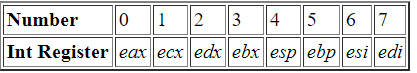 Number 0 1 2 3 4 5 6 7
Int Register eax ecx edx ebx esp ebp esi edi